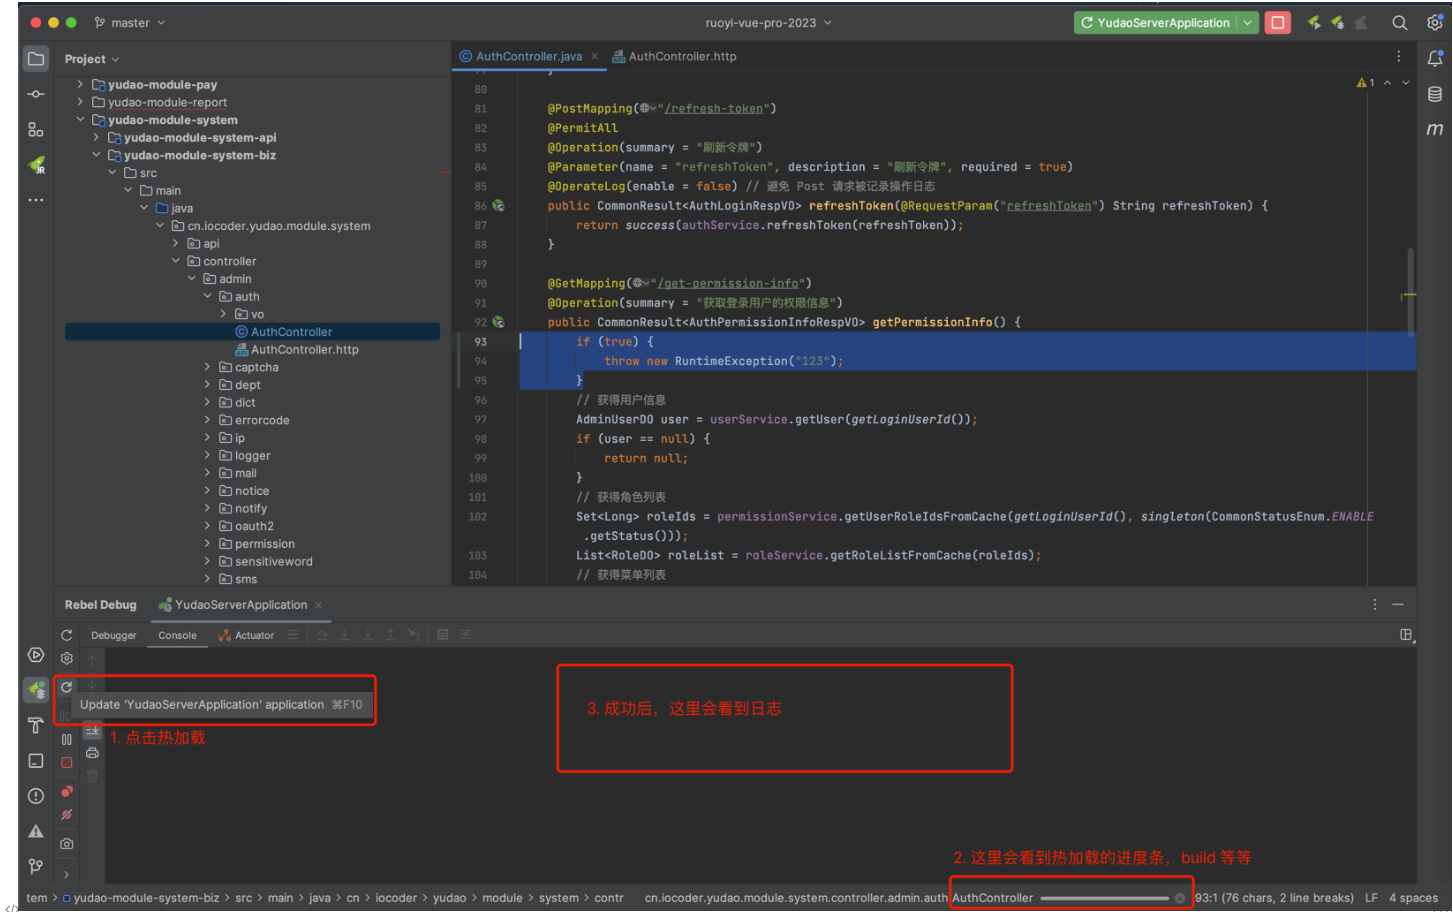 master
ruoyi-vue-pro-2023
YudaoServerApplication
Project
AuthController.java
AuthController.http
yudao-module-pay
yudao-module-report
yudao-module-system
yudao-module-system-api
yudao-module-system-biz
src
main
java
cn.iocoder.yudao.module.system
api
controller
admin
auth
vo
AuthController
AuthController.http
captcha
dept
dict
errorcode
ip
logger
mail
notice
notify
oauth2
permission
sensitiveword
sms
1
80
81 @PostMapping("/refresh-token")
82 @PermitAll
83 @Operation(summary = "刷新令牌")
84 @Parameter(name = "refreshToken", description = "刷新令牌", required = true)
85 @OperateLog(enable = false) // 避免 Post 请求被记录操作日志
86 public CommonResult<AuthLoginRespVO> refreshToken(@RequestParam("refreshToken") String refreshToken) {
87 return success(authService.refreshToken(refreshToken));
88 }
89
90 @GetMapping("/get-permission-info")
91 @Operation(summary = "获取登录用户的权限信息")
92 public CommonResult<AuthPermissionInfoRespVO> getPermissionInfo() {
93 if (true) {
94 throw new RuntimeException("123");
95 }
96 // 获得用户信息
97 AdminUserDO user = userService.getUser(getLoginUserId());
98 if (user == null) {
99 return null;
100 }
101 // 获得角色列表
102 Set<Long> roleIds = permissionService.getUserRoleIdsFromCache(getLoginUserId(), singleton(CommonStatusEnum.ENABLE
.getStatus()));
103 List<RoleDO> roleList = roleService.getRoleListFromCache(roleIds);
104 // 获得菜单列表
m
JR
Rebel Debug
YudaoServerApplication
Debugger
Console
Actuator
Update 'YudaoServerApplication' application ⌘F10
1. 点击热加载
3. 成功后，这里会看到日志
2. 这里会看到热加载的进度条，build 等等
tem > yudao-module-system-biz > src > main > java > cn > iocoder > yudao > module > system > contr
cn.iocoder.yudao.module.system.controller.admin.auth
AuthController
93:1 (76 chars, 2 line breaks)
LF
4 spaces